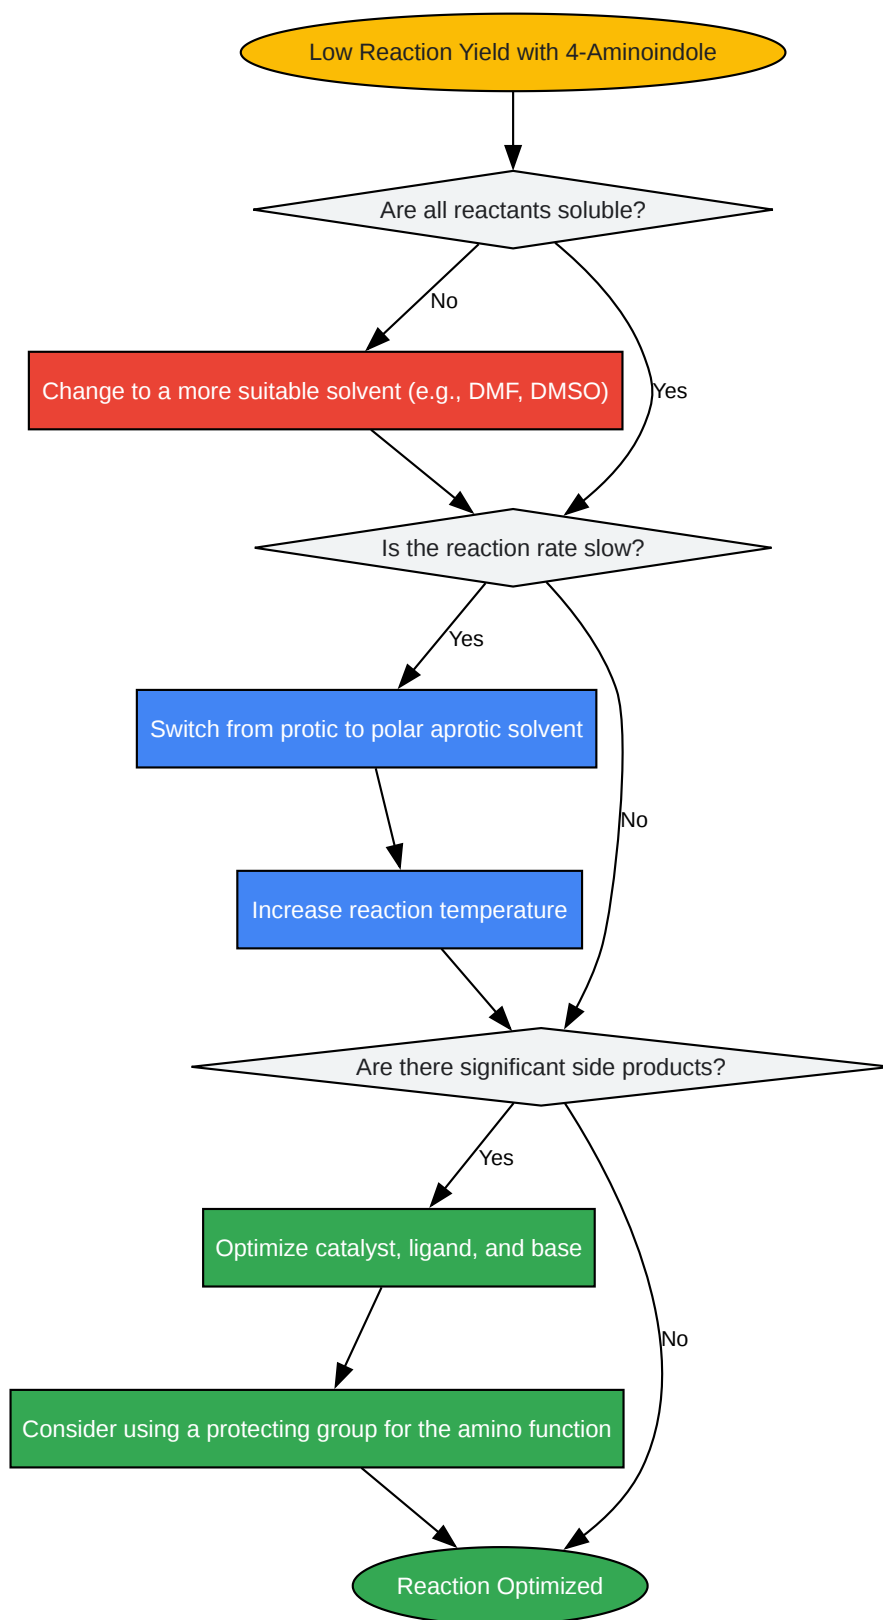 Low Reaction Yield with 4-Aminoindole
Are all reactants soluble?
No
Change to a more suitable solvent (e.g., DMF, DMSO)
Yes
Is the reaction rate slow?
Yes
Switch from protic to polar aprotic solvent
No
Increase reaction temperature
Are there significant side products?
Yes
Optimize catalyst, ligand, and base
No
Consider using a protecting group for the amino function
Reaction Optimized